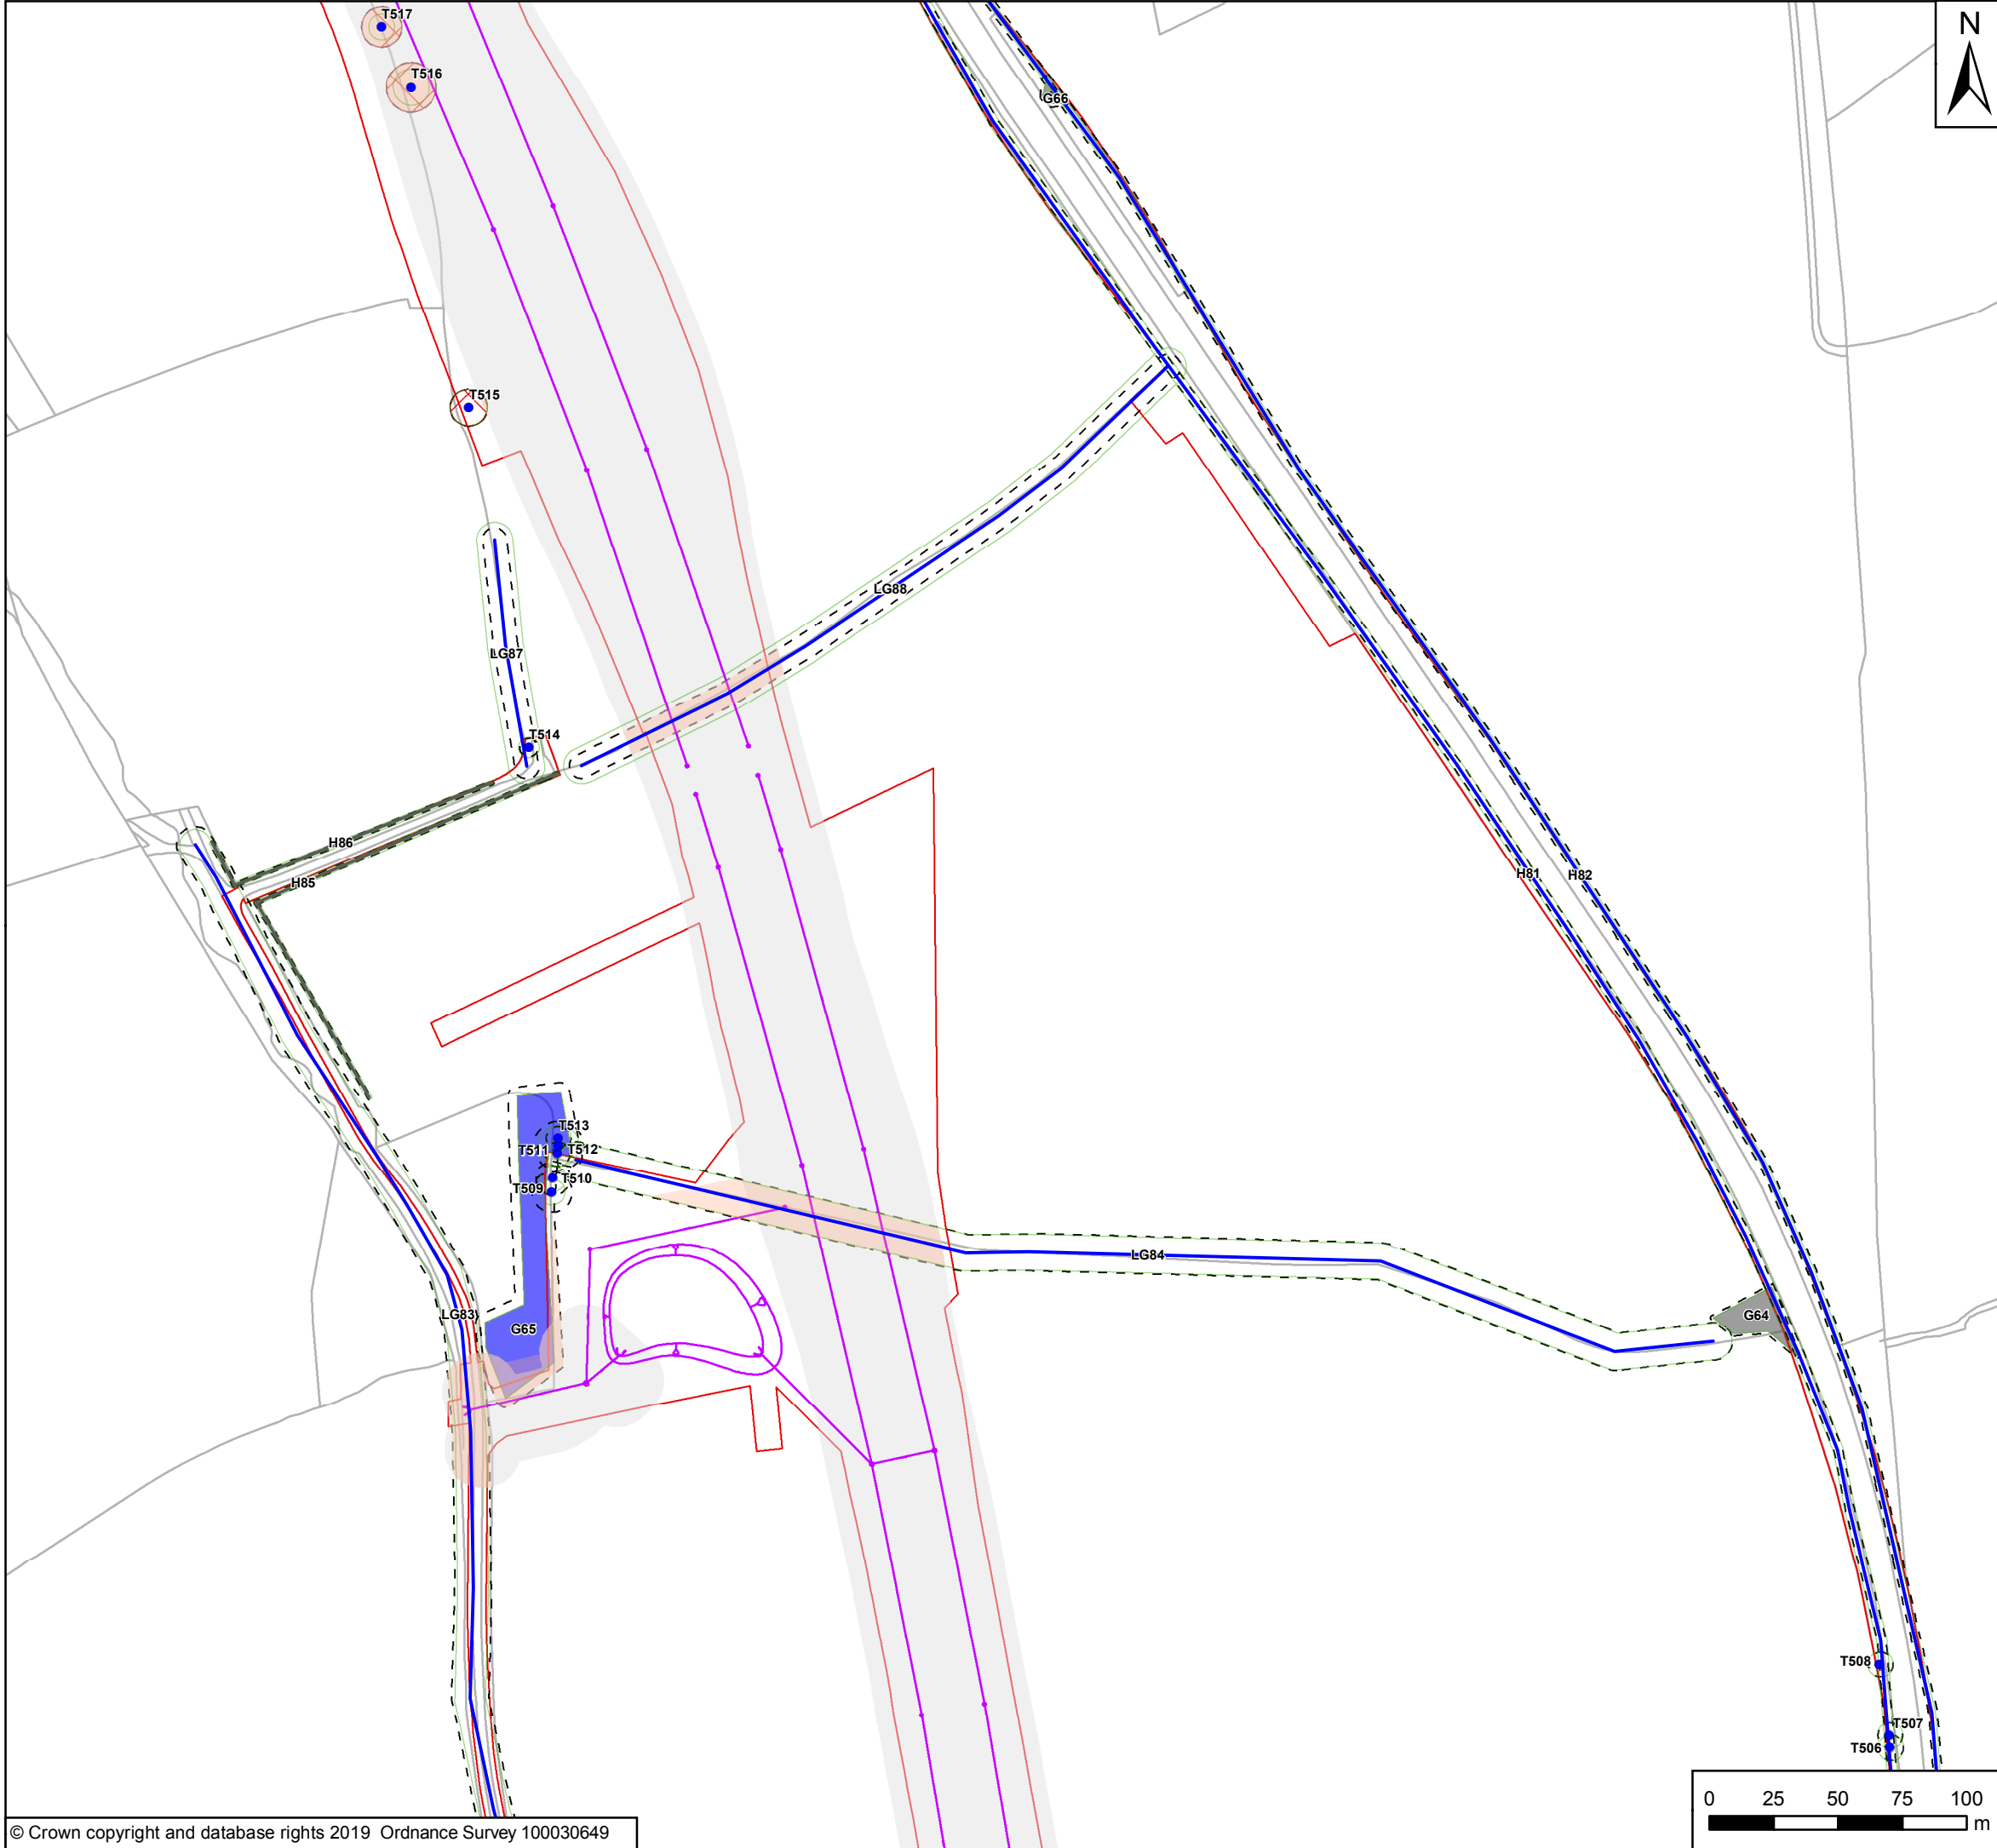 T517
N
T516
G66
T515
LG88
LG87
T514
H86
H85
H81
H82
T513
T511
T512
T510
T509
LG84
LG83
G65
G64
T508
T507
T506
0 25 50 75 100
m
© Crown copyright and database rights 2019 Ordnance Survey 100030649